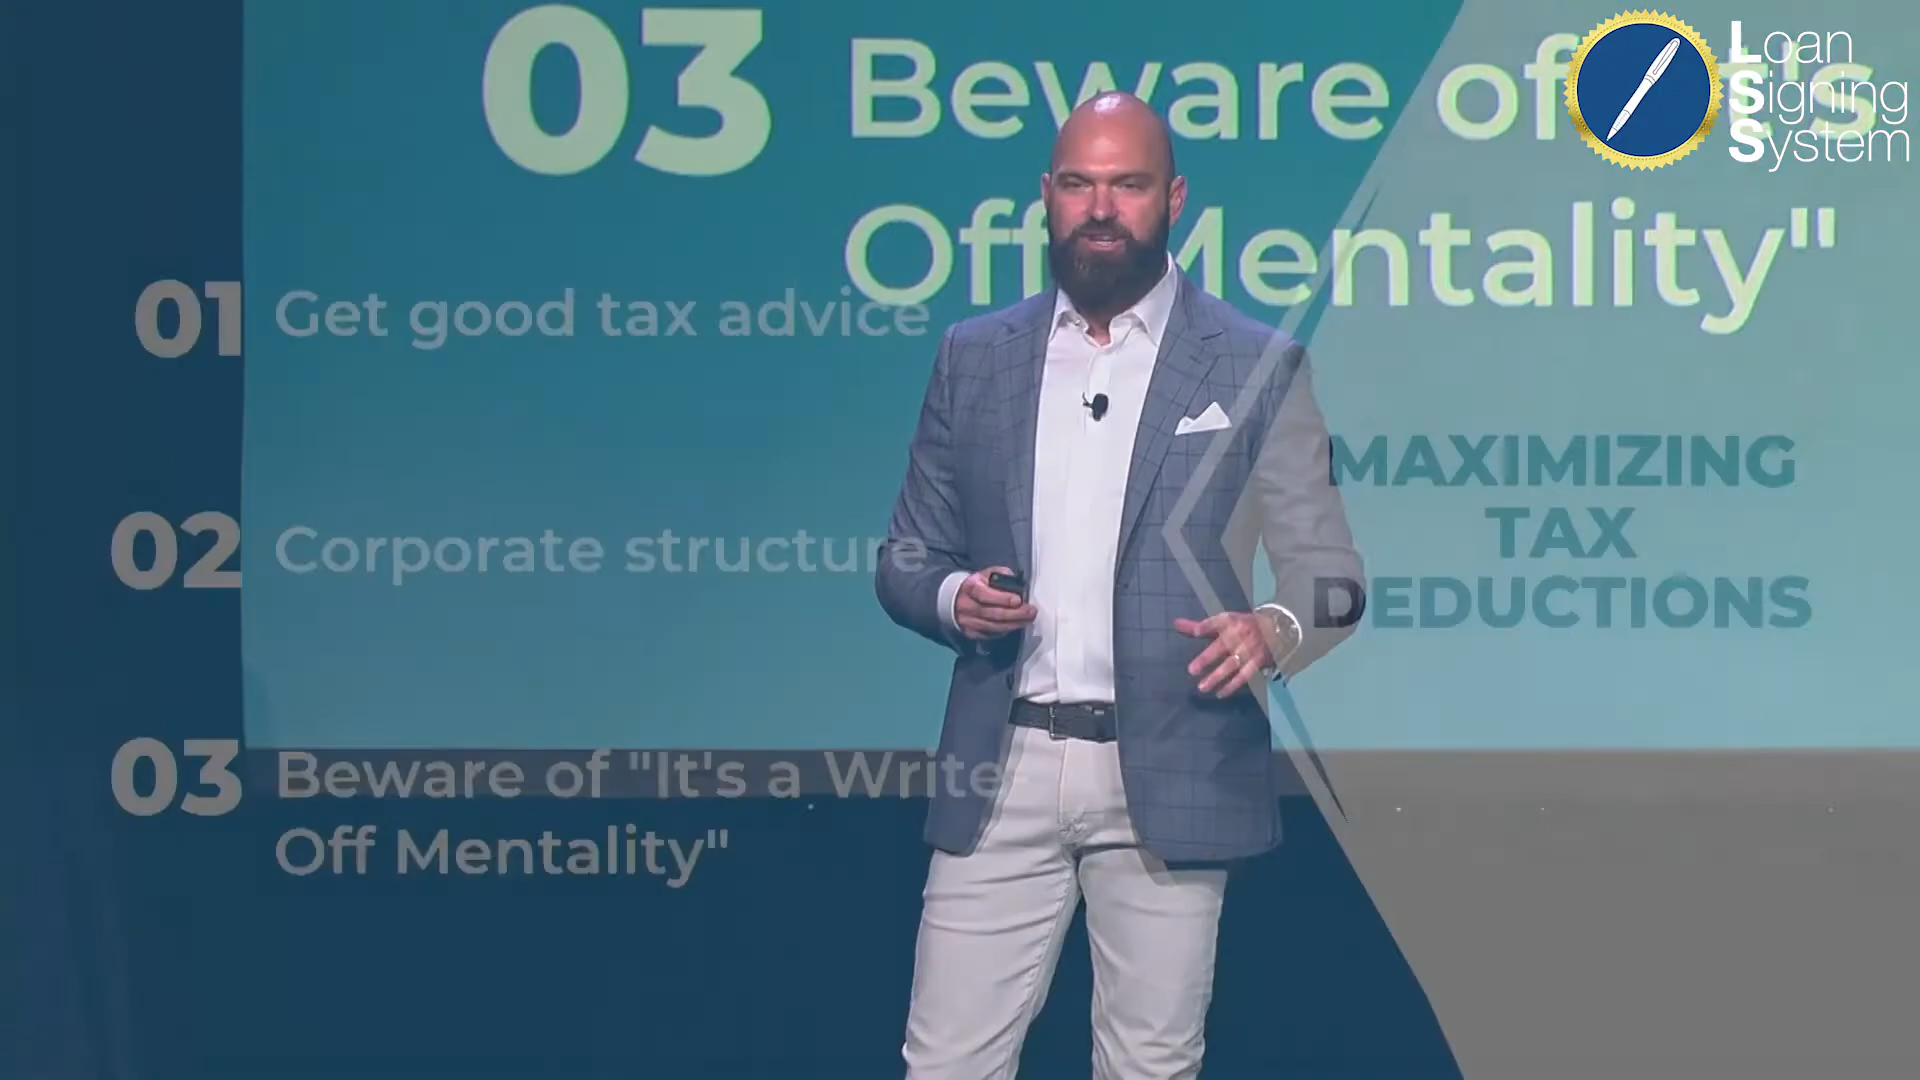 03 Beware of "It's
Off Mentality"
Loan
Signing
System
01 Get good tax advice
02 Corporate structure
03 Beware of "It's a Write
Off Mentality"
MAXIMIZING
TAX
DEDUCTIONS